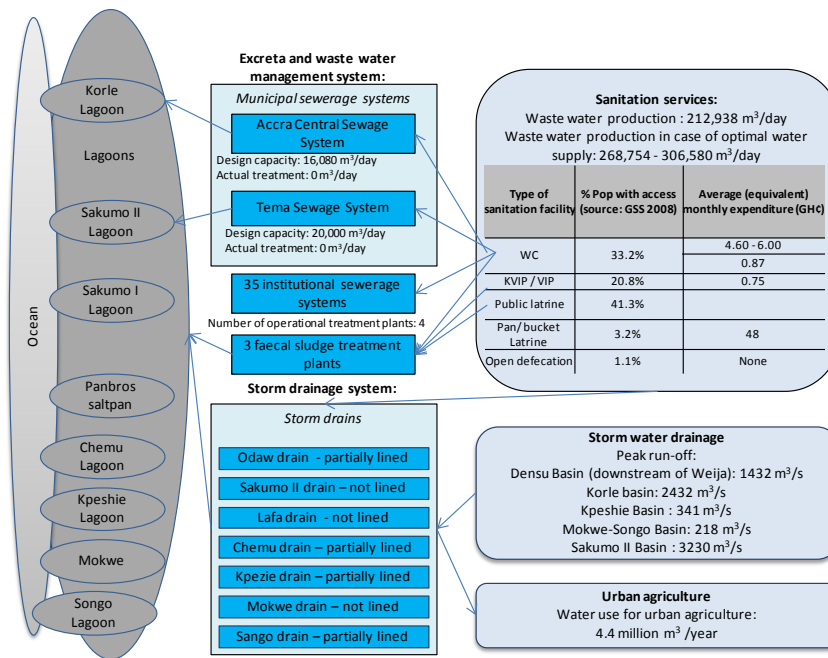 Ocean
Korle
Lagoon
Lagoons
Sakumo II
Lagoon
Sakumo I
Lagoon
Panbros
saltpan
Chemu
Lagoon
Kpeshie
Lagoon
Mokwe
Songo
Lagoon
Excreta and waste water
management system:
Municipal sewerage systems
Accra Central Sewage
System
Design capacity: 16,080 m³/day
Actual treatment: 0 m³/day
Tema Sewage System
Design capacity: 20,000 m³/day
Actual treatment: 0 m³/day
35 institutional sewerage
systems
Number of operational treatment plants: 4
3 faecal sludge treatment
plants
Storm drainage system:
Storm drains
Odaw drain - partially lined
Sakumo II drain – not lined
Lafa drain - not lined
Chemu drain – partially lined
Kpezie drain – partially lined
Mokwe drain – not lined
Sango drain – partially lined
Sanitation services:
Waste water production : 212,938 m³/day
Waste water production in case of optimal water
supply: 268,754 - 306,580 m³/day
Type of
sanitation facility
% Pop with access
(source: GSS 2008)
Average (equivalent)
monthly expenditure (GH¢)
WC
33.2%
4.60 - 6.00
0.87
KVIP / VIP
20.8%
0.75
Public latrine
41.3%
Pan/ bucket
Latrine
3.2%
48
Open defecation
1.1%
None
Storm water drainage
Peak run-off:
Densu Basin (downstream of Weija): 1432 m³/s
Korle basin: 2432 m³/s
Kpeshie Basin : 341 m³/s
Mokwe-Songo Basin: 218 m³/s
Sakumo II Basin : 3230 m³/s
Urban agriculture
Water use for urban agriculture:
4.4 million m³ /year